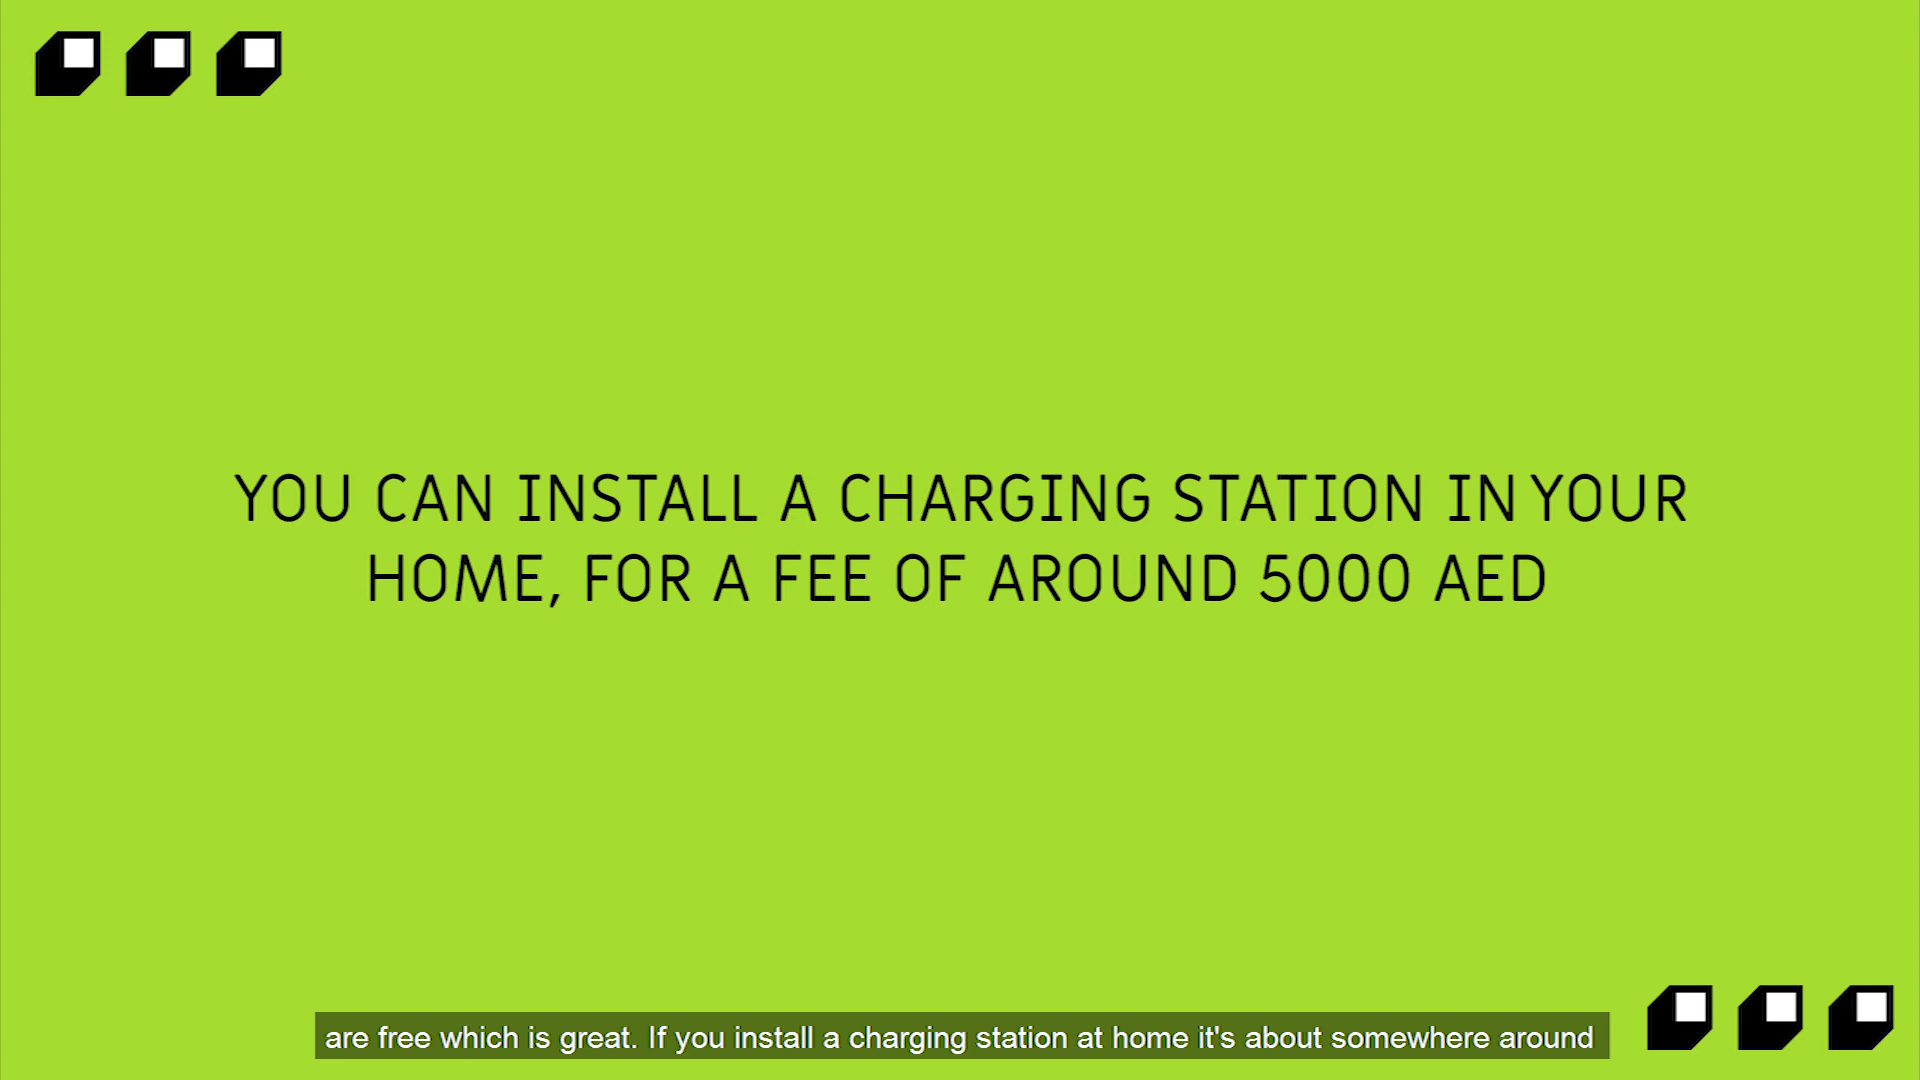 YOU CAN INSTALL A CHARGING STATION IN YOUR
HOME, FOR A FEE OF AROUND 5000 AED
are free which is great. If you install a charging station at home it's about somewhere around